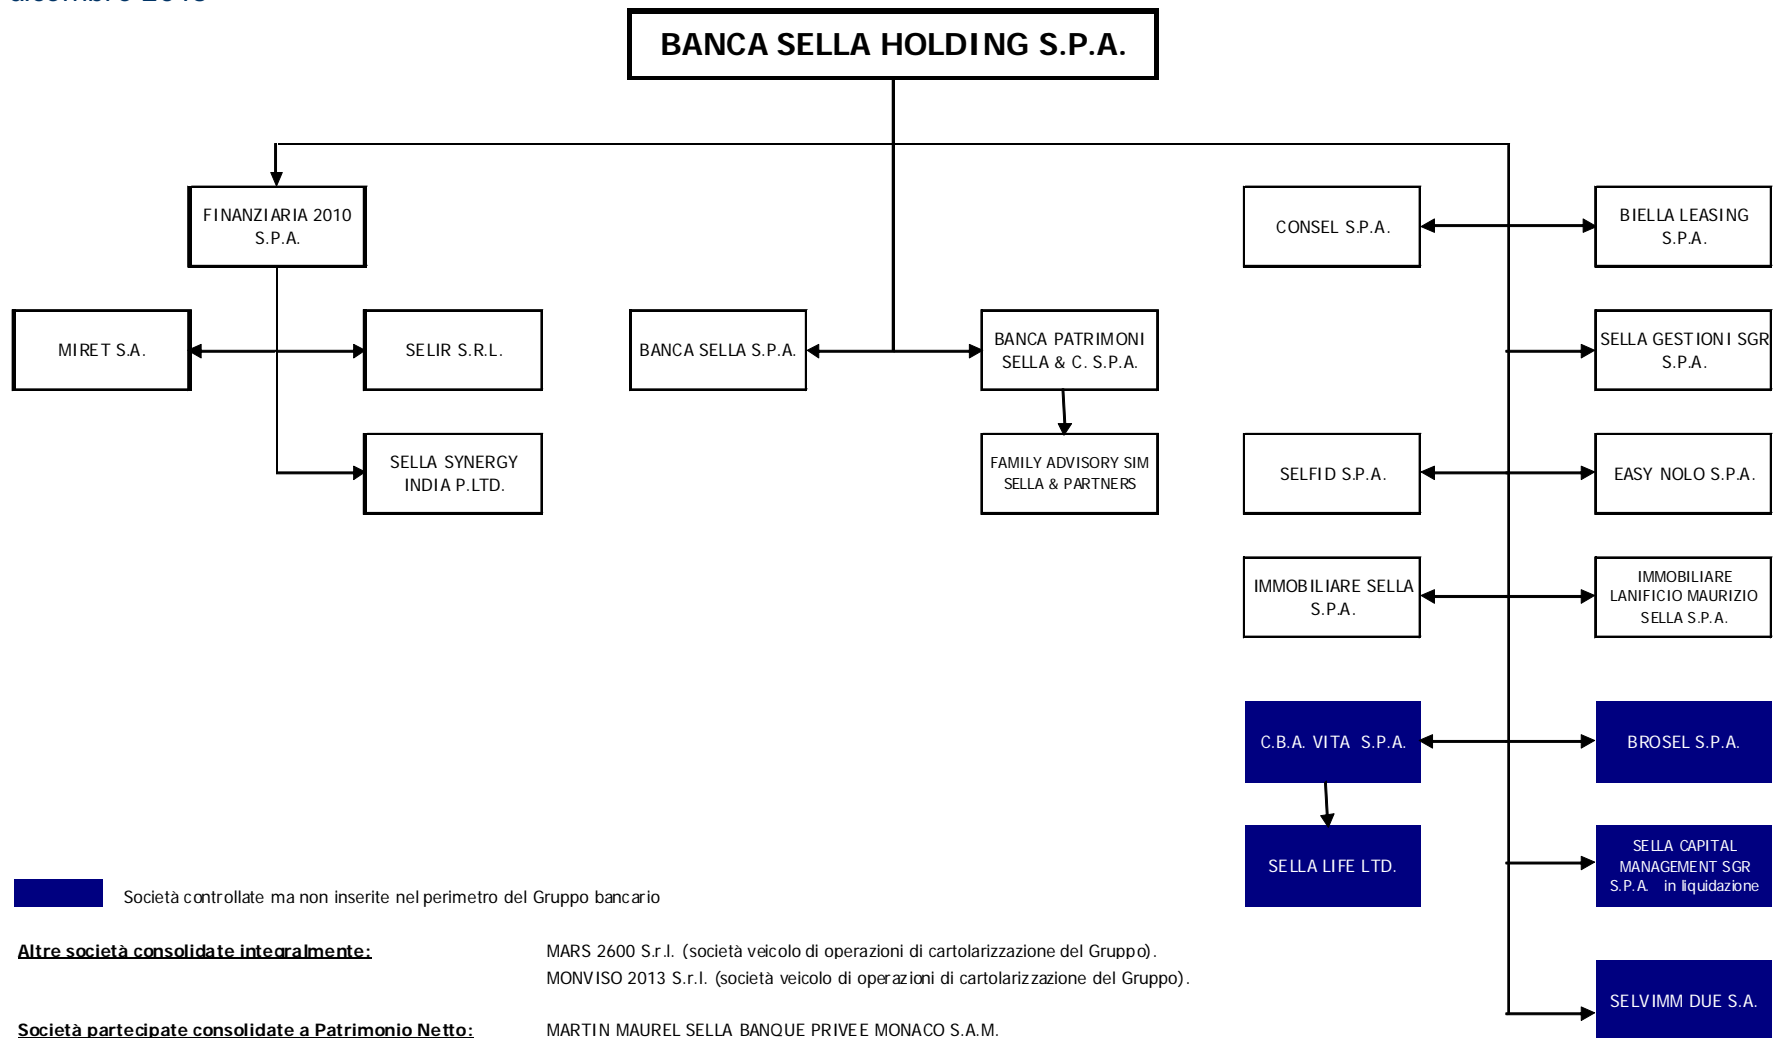 BANCA SELLA HOLDING S.P.A.
FINANZIARIA 2010
S.P.A.
CONSEL S.P.A.
BIELLA LEASING
S.P.A.
MIRET S.A.
SELIR S.R.L.
BANCA SELLA S.P.A.
BANCA PATRIMONI
SELLA & C. S.P.A.
SELLA GESTIONI SGR
S.P.A.
SELLA SYNERGY
INDIA P.LTD.
FAMILY ADVISORY SIM
SELLA & PARTNERS
SELFID S.P.A.
EASY NOLO S.P.A.
IMMOBILIARE SELLA
S.P.A.
IMMOBILIARE
LANIFICIO MAURIZIO
SELLA S.P.A.
C.B.A. VITA S.P.A.
BROSEL S.P.A.
SELLA LIFE LTD.
SELLA CAPITAL
MANAGEMENT SGR
S.P.A. in liquidazione
Società controllate ma non inserite nel perimetro del Gruppo bancario
Altre società consolidate integralmente:
MARS 2600 S.r.l. (società veicolo di operazioni di cartolarizzazione del Gruppo).
MONVISO 2013 S.r.l. (società veicolo di operazioni di cartolarizzazione del Gruppo).
SELVIMM DUE S.A.
Società partecipate consolidate a Patrimonio Netto:
MARTIN MAUREL SELLA BANQUE PRIVEE MONACO S.A.M.